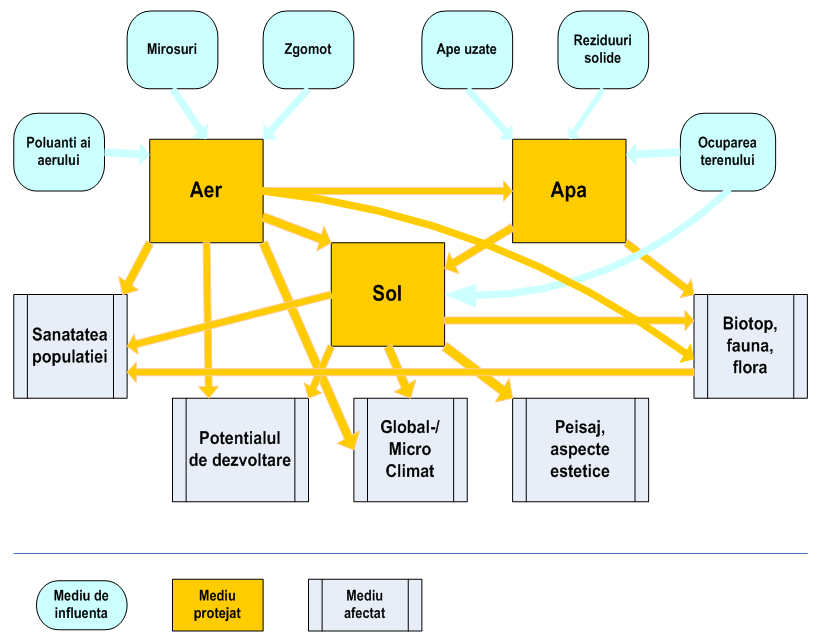 Mirosuri
Zgomot
Ape uzate
Reziduuri
solide
Poluanti ai
aerului
Ocuparea
terenului
Aer
Apa
Sol
Sanatatea
populatiei
Biotop,
fauna,
flora
Potentialul
de dezvoltare
Global-/
Micro
Climat
Peisaj,
aspecte
estetice
Mediu de
influenta
Mediu
protejat
Mediu
afectat